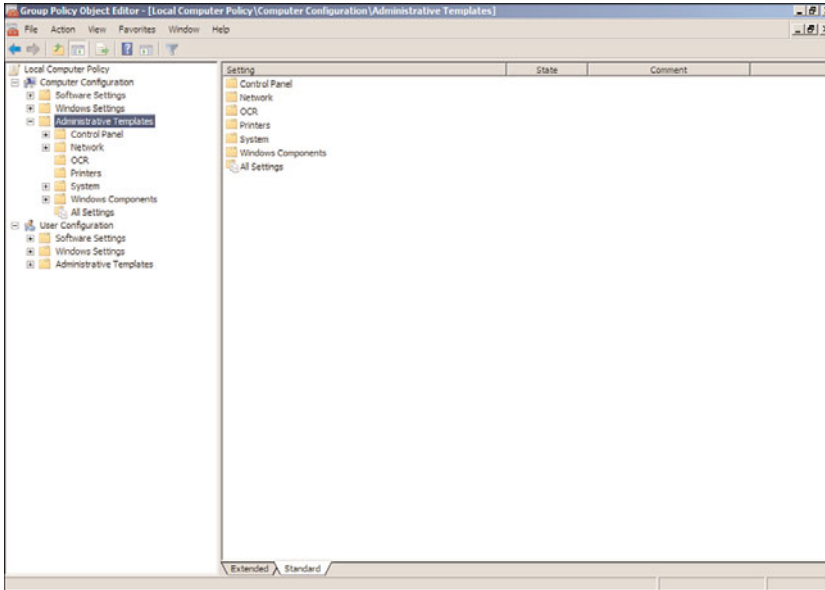 Group Policy Object Editor - [Local Computer Policy\Computer Configuration\Administrative Templates]
File Action View Favorites Window Help
Local Computer Policy
Computer Configuration
Software Settings
Windows Settings
Administrative Templates
Control Panel
Network
OCR
Printers
System
Windows Components
All Settings
User Configuration
Software Settings
Windows Settings
Administrative Templates
Setting State Comment
Control Panel
Network
OCR
Printers
System
Windows Components
All Settings
Extended Standard